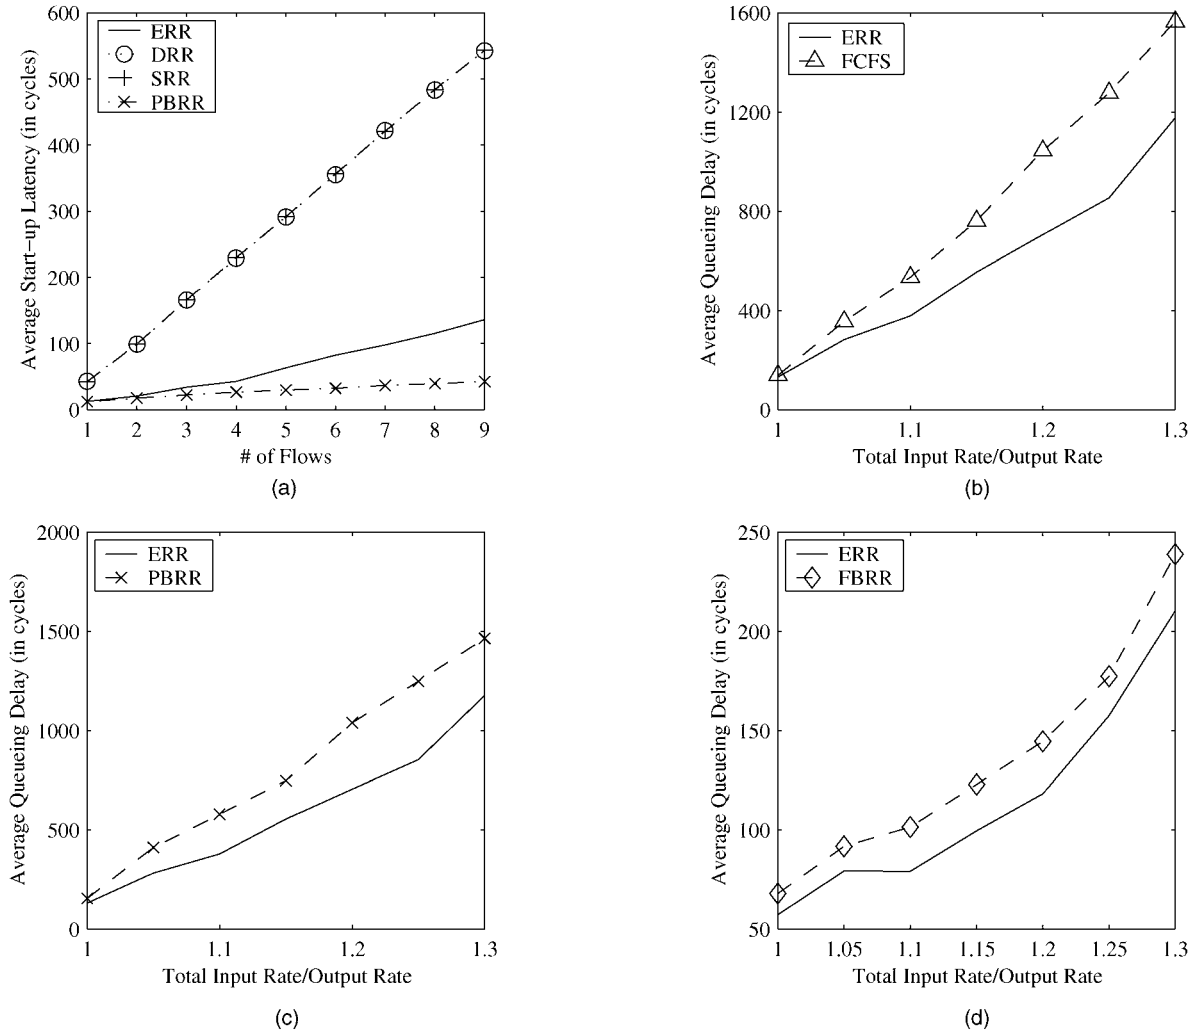 600
500
400
300
200
100
0
Average Start-up Latency (in cycles)
ERR
DRR
SRR
PBRR
1 2 3 4 5 6 7 8 9
# of Flows
(a)
1600
1200
800
400
0
Average Queueing Delay (in cycles)
ERR
FCFS
1 1.1 1.2 1.3
Total Input Rate/Output Rate
(b)
2000
1500
1000
500
0
Average Queueing Delay (in cycles)
ERR
PBRR
1 1.1 1.2 1.3
Total Input Rate/Output Rate
(c)
250
200
150
100
50
Average Queueing Delay (in cycles)
ERR
FBRR
1 1.05 1.1 1.15 1.2 1.25 1.3
Total Input Rate/Output Rate
(d)